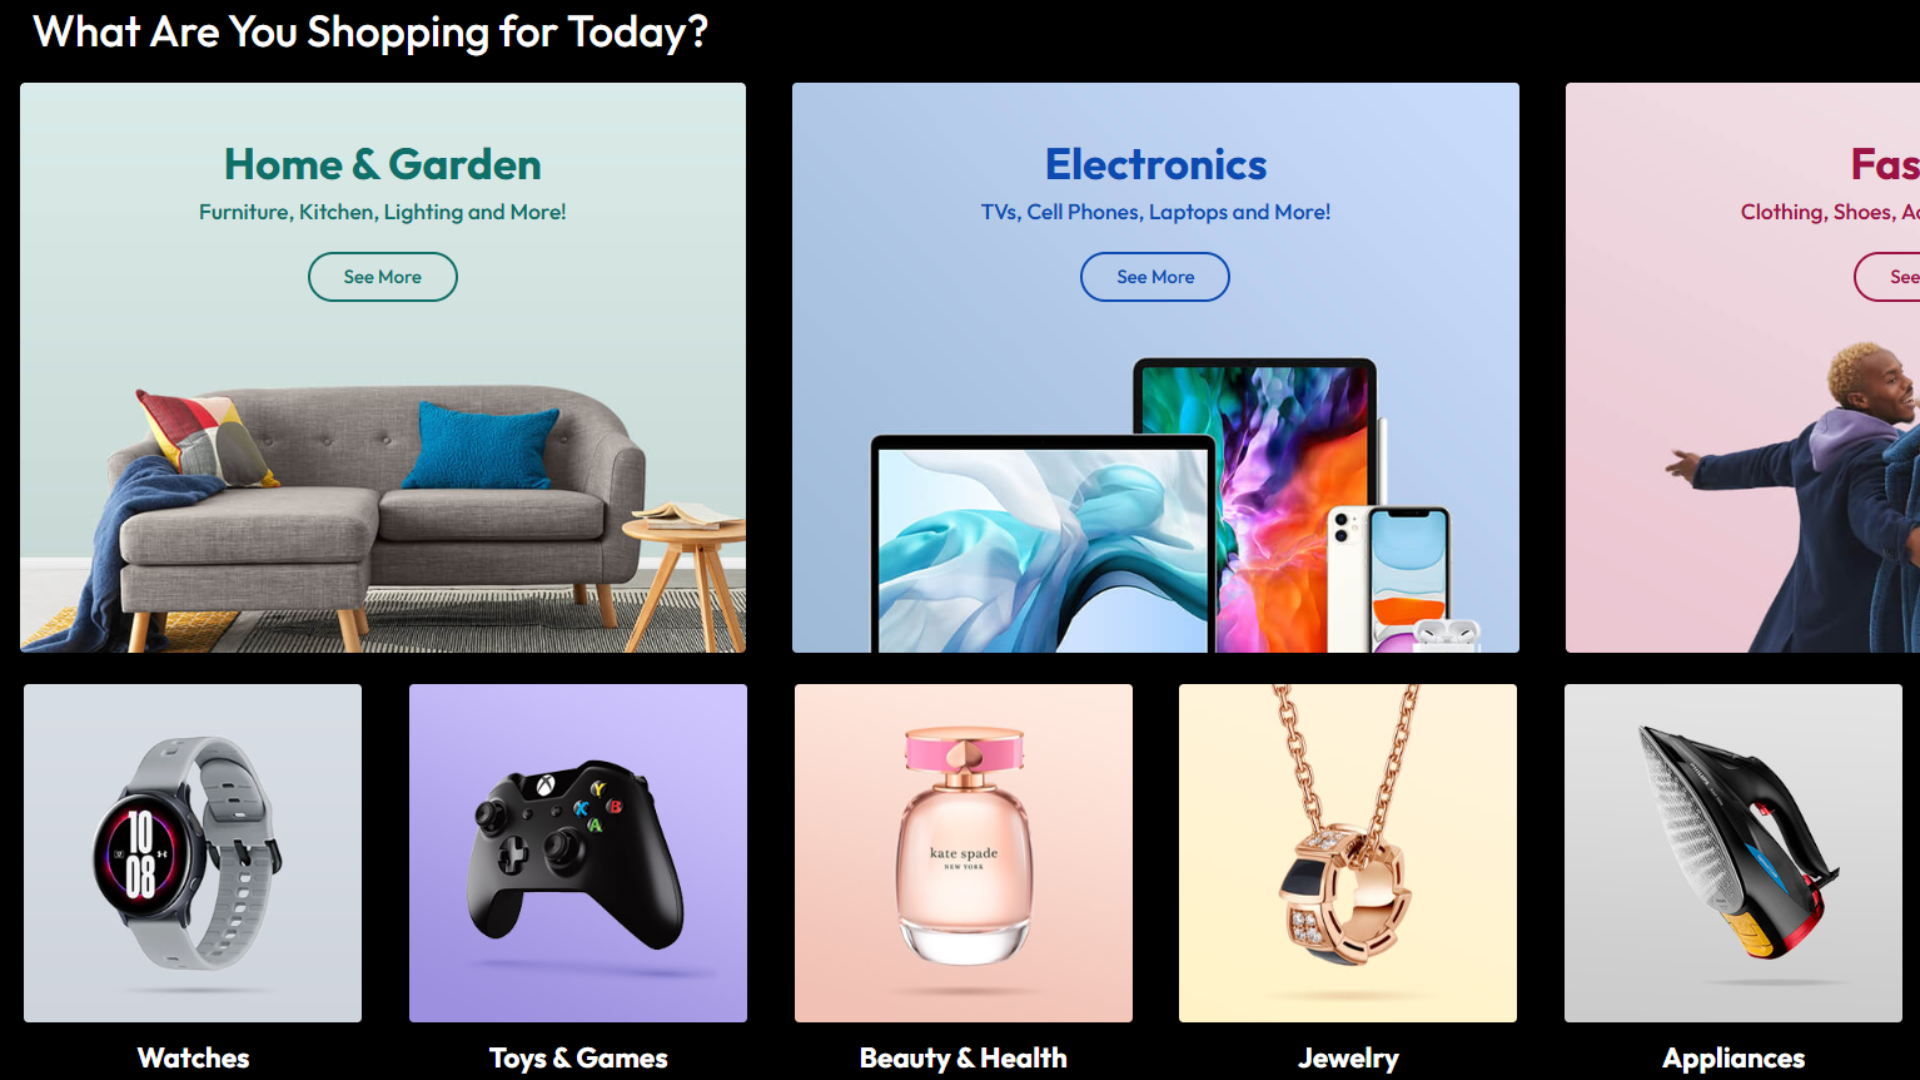 What Are You Shopping for Today?
Home & Garden
Furniture, Kitchen, Lighting and More!
See More
Electronics
TVs, Cell Phones, Laptops and More!
See More
Fas
Clothing, Shoes, Ac
See
10
08
X
Y
B
A
kate spade
NEW YORK
Watches
Toys & Games
Beauty & Health
Jewelry
Appliances